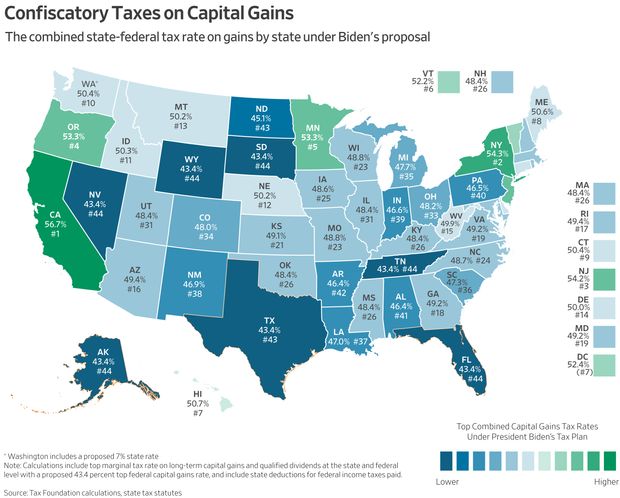 Confiscatory Taxes on Capital Gains
The combined state-federal tax rate on gains by state under Biden's proposal
VT
52.2%
#6
NH
48.4%
#26
WA*
50.4%
#10
MT
50.2%
#13
ND
45.1%
#43
MN
53.3%
#5
ME
50.6%
#8
OR
53.3%
#4
ID
50.3%
#11
WY
43.4%
#44
SD
43.4%
#44
WI
48.8%
#23
MI
47.7%
#35
NY
54.3%
#2
NV
43.4%
#44
NE
50.2%
#12
IA
48.6%
#25
PA
46.5%
#40
MA
48.4%
#26
CA
56.7%
#1
UT
48.4%
#31
CO
48.0%
#34
KS
49.1%
#21
MO
48.8%
#23
IL
48.4%
#31
IN
46.6%
#39
OH
48.2%
#33
WV
49.9%
#15
VA
49.2%
#19
KY
48.4%
#26
RI
49.4%
#17
CT
50.4%
#9
NJ
54.2%
#3
AZ
49.4%
#16
NM
46.9%
#38
OK
48.4%
#26
AR
46.4%
#42
TN
43.4% #44
NC
48.7% #24
SC
47.3%
#36
DE
50.0%
#14
TX
43.4%
#43
LA
47.0% #37
MS
48.4%
#26
AL
46.4%
#41
GA
49.2%
#18
MD
49.2%
#19
DC
52.4%
(#7)
AK
43.4%
#44
HI
50.7%
#7
FL
43.4%
#44
Top Combined Capital Gains Tax Rates
Under President Biden's Tax Plan
Lower
Higher
* Washington includes a proposed 7% state rate
Note: Calculations include top marginal tax rate on long-term capital gains and qualified dividends at the state and federal
level with a proposed 43.4 percent top federal capital gains rate, and include state deductions for federal income taxes paid.
Source: Tax Foundation calculations, state tax statutes